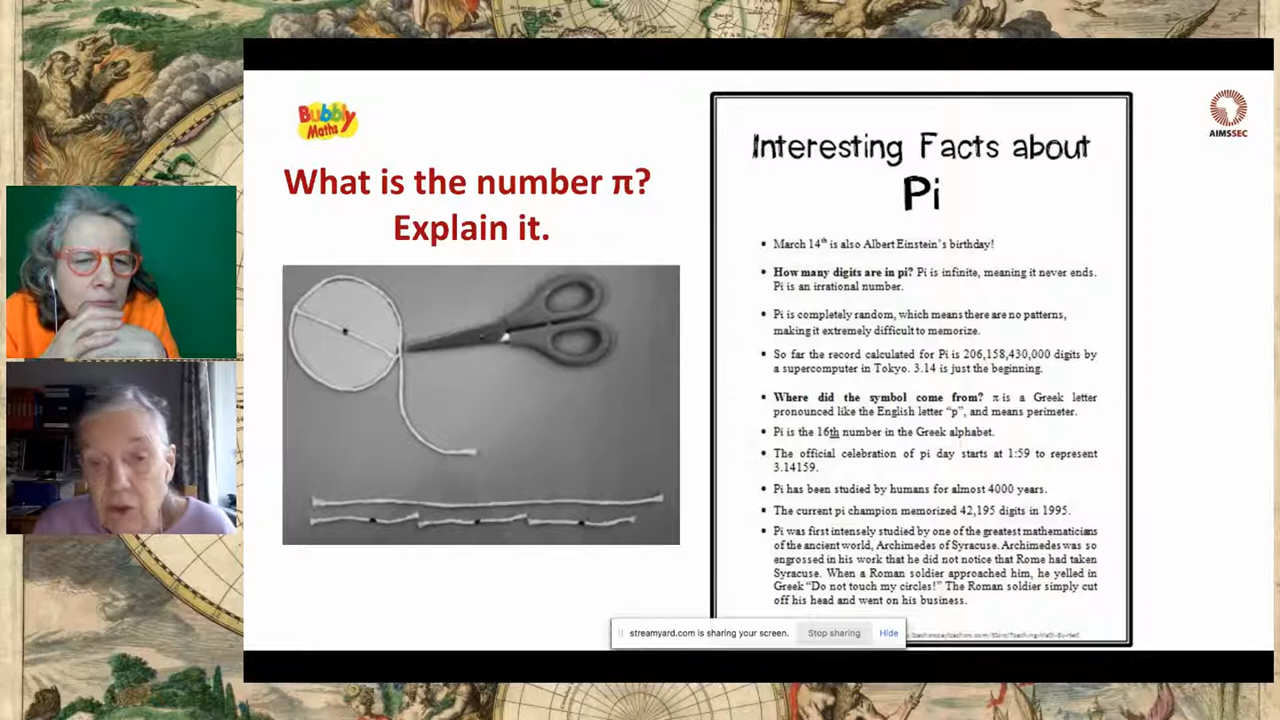 Bubbly
Maths
What is the number π?
Explain it.
Interesting Facts about
Pi
• March 14th is also Albert Einstein's birthday!
• How many digits are in pi? Pi is infinite, meaning it never ends.
Pi is an irrational number.
• Pi is completely random, which means there are no patterns,
making it extremely difficult to memorize.
• So far the record calculated for Pi is 206,158,430,000 digits by
a supercomputer in Tokyo. 3.14 is just the beginning.
• Where did the symbol come from? π is a Greek letter
pronounced like the English letter “p”, and means perimeter.
• Pi is the 16th number in the Greek alphabet.
• The official celebration of pi day starts at 1:59 to represent
3.14159.
• Pi has been studied by humans for almost 4000 years.
• The current pi champion memorized 42,195 digits in 1995.
• Pi was first intensely studied by one of the greatest mathematicians
of the ancient world, Archimedes of Syracuse. Archimedes was so
engrossed in his work that he did not notice that Rome had taken
Syracuse. When a Roman soldier approached him, he yelled in
Greek “Do not touch my circles!” The Roman soldier simply cut
off his head and went on his business.
AIMSSEC
streamyard.com is sharing your screen.
Stop sharing
Hide